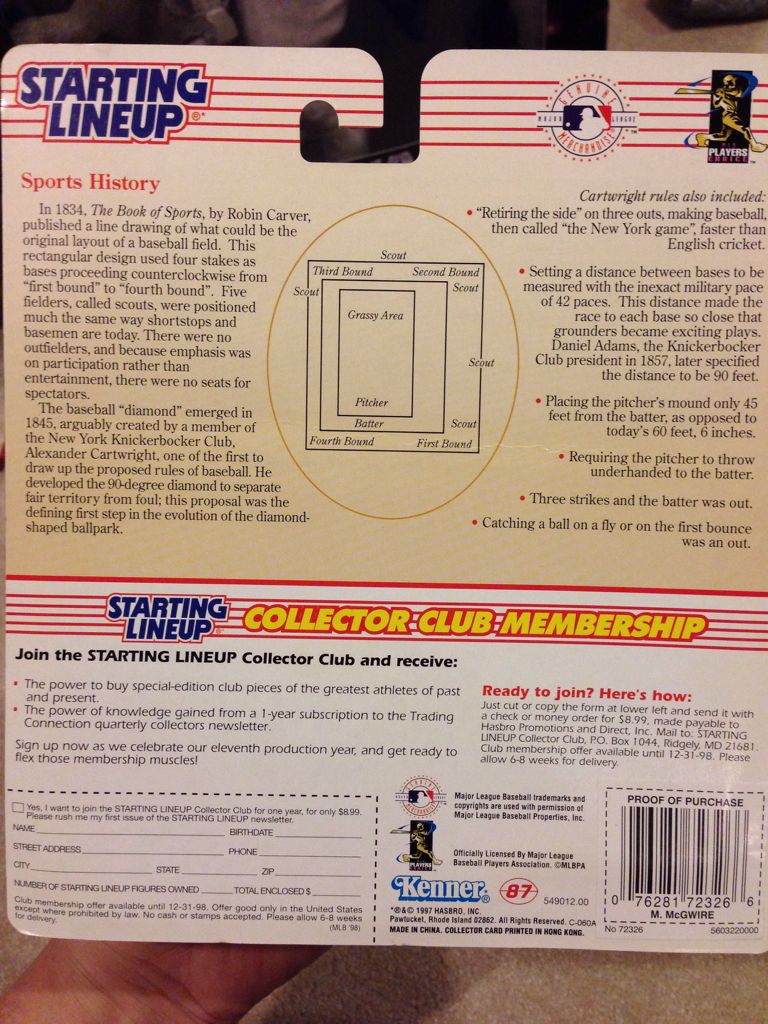 STARTING
LINEUP®*
GENUINE
MAJOR LEAGUE
MERCHANDISE™
MLB
PLAYERS
CHOICE™
Sports History
In 1834, The Book of Sports, by Robin Carver,
published a line drawing of what could be the
original layout of a baseball field. This
rectangular design used four stakes as
bases proceeding counterclockwise from
"first bound" to "fourth bound". Five
fielders, called scouts, were positioned
much the same way shortstops and
basemen are today. There were no
outfielders, and because emphasis was
on participation rather than
entertainment, there were no seats for
spectators.
The baseball "diamond" emerged in
1845, arguably created by a member of
the New York Knickerbocker Club,
Alexander Cartwright, one of the first to
draw up the proposed rules of baseball. He
developed the 90-degree diamond to separate
fair territory from foul; this proposal was the
defining first step in the evolution of the diamond-
shaped ballpark.
Scout
Third Bound Second Bound
Scout Scout
Grassy Area
Scout
Pitcher
Batter Scout
Fourth Bound First Bound
Cartwright rules also included:
• "Retiring the side" on three outs, making baseball,
then called "the New York game", faster than
English cricket.
• Setting a distance between bases to be
measured with the inexact military pace
of 42 paces. This distance made the
race to each base so close that
grounders became exciting plays.
Daniel Adams, the Knickerbocker
Club president in 1857, later specified
the distance to be 90 feet.
• Placing the pitcher's mound only 45
feet from the batter, as opposed to
today's 60 feet, 6 inches.
• Requiring the pitcher to throw
underhanded to the batter.
• Three strikes and the batter was out.
• Catching a ball on a fly or on the first bounce
was an out.
STARTING
LINEUP® COLLECTOR CLUB MEMBERSHIP
Join the STARTING LINEUP Collector Club and receive:
• The power to buy special-edition club pieces of the greatest athletes of past
and present.
• The power of knowledge gained from a 1-year subscription to the Trading
Connection quarterly collectors newsletter.
Sign up now as we celebrate our eleventh production year, and get ready to
flex those membership muscles!
Ready to join? Here's how:
Just cut or copy the form at lower left and send it with
a check or money order for $8.99, made payable to
Hasbro Promotions and Direct, Inc. Mail to: STARTING
LINEUP Collector Club, P.O. Box 1044, Ridgely, MD 21681.
Club membership offer available until 12-31-98. Please
allow 6-8 weeks for delivery.
Yes, I want to join the STARTING LINEUP Collector Club for one year, for only $8.99.
Please rush me my first issue of the STARTING LINEUP newsletter.
NAME BIRTHDATE
STREET ADDRESS PHONE
CITY STATE ZIP
NUMBER OF STARTING LINEUP FIGURES OWNED TOTAL ENCLOSED $
Club membership offer available until 12-31-98. Offer good only in the United States
except where prohibited by law. No cash or stamps accepted. Please allow 6-8 weeks
for delivery. (MLB '98)
Major League Baseball trademarks and
copyrights are used with permission of
Major League Baseball Properties, Inc.
PLAYERS
CHOICE
Officially Licensed By Major League
Baseball Players Association. ©MLBPA
Kenner® 87 549012.00
*®&© 1997 HASBRO, INC.
Pawtucket, Rhode Island 02862. All Rights Reserved. C-060A
MADE IN CHINA. COLLECTOR CARD PRINTED IN HONG KONG.
PROOF OF PURCHASE
0 76281 72326 6
M. McGWIRE
No 72326 5603220000